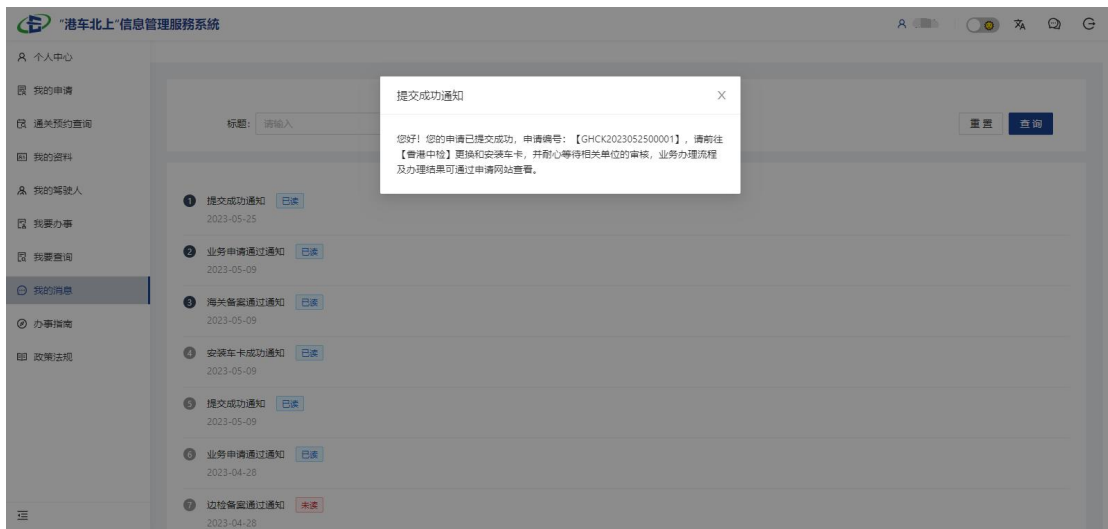 “港车北上”信息管理服務系統
个人中心
我的申请
通关预约查询
我的资料
我的驾驶人
我要办事
我要查询
我的消息
办事指南
政策法规
标题：
请输入
重置
查询
提交成功通知
您好！您的申请已提交成功，申请编号：【GHCK2023052500001】，请前往
【香港中检】更换和安装车卡，并耐心等待相关单位的审核，业务办理流程
及办理结果可通过申请网站查看。
1 提交成功通知 已读
2023-05-25
2 业务申请通过通知 已读
2023-05-09
3 海关备案通过通知 已读
2023-05-09
4 安装车卡成功通知 已读
2023-05-09
5 提交成功通知 已读
2023-05-09
6 业务申请通过通知 已读
2023-04-28
7 边检备案通过通知 未读
2023-04-28